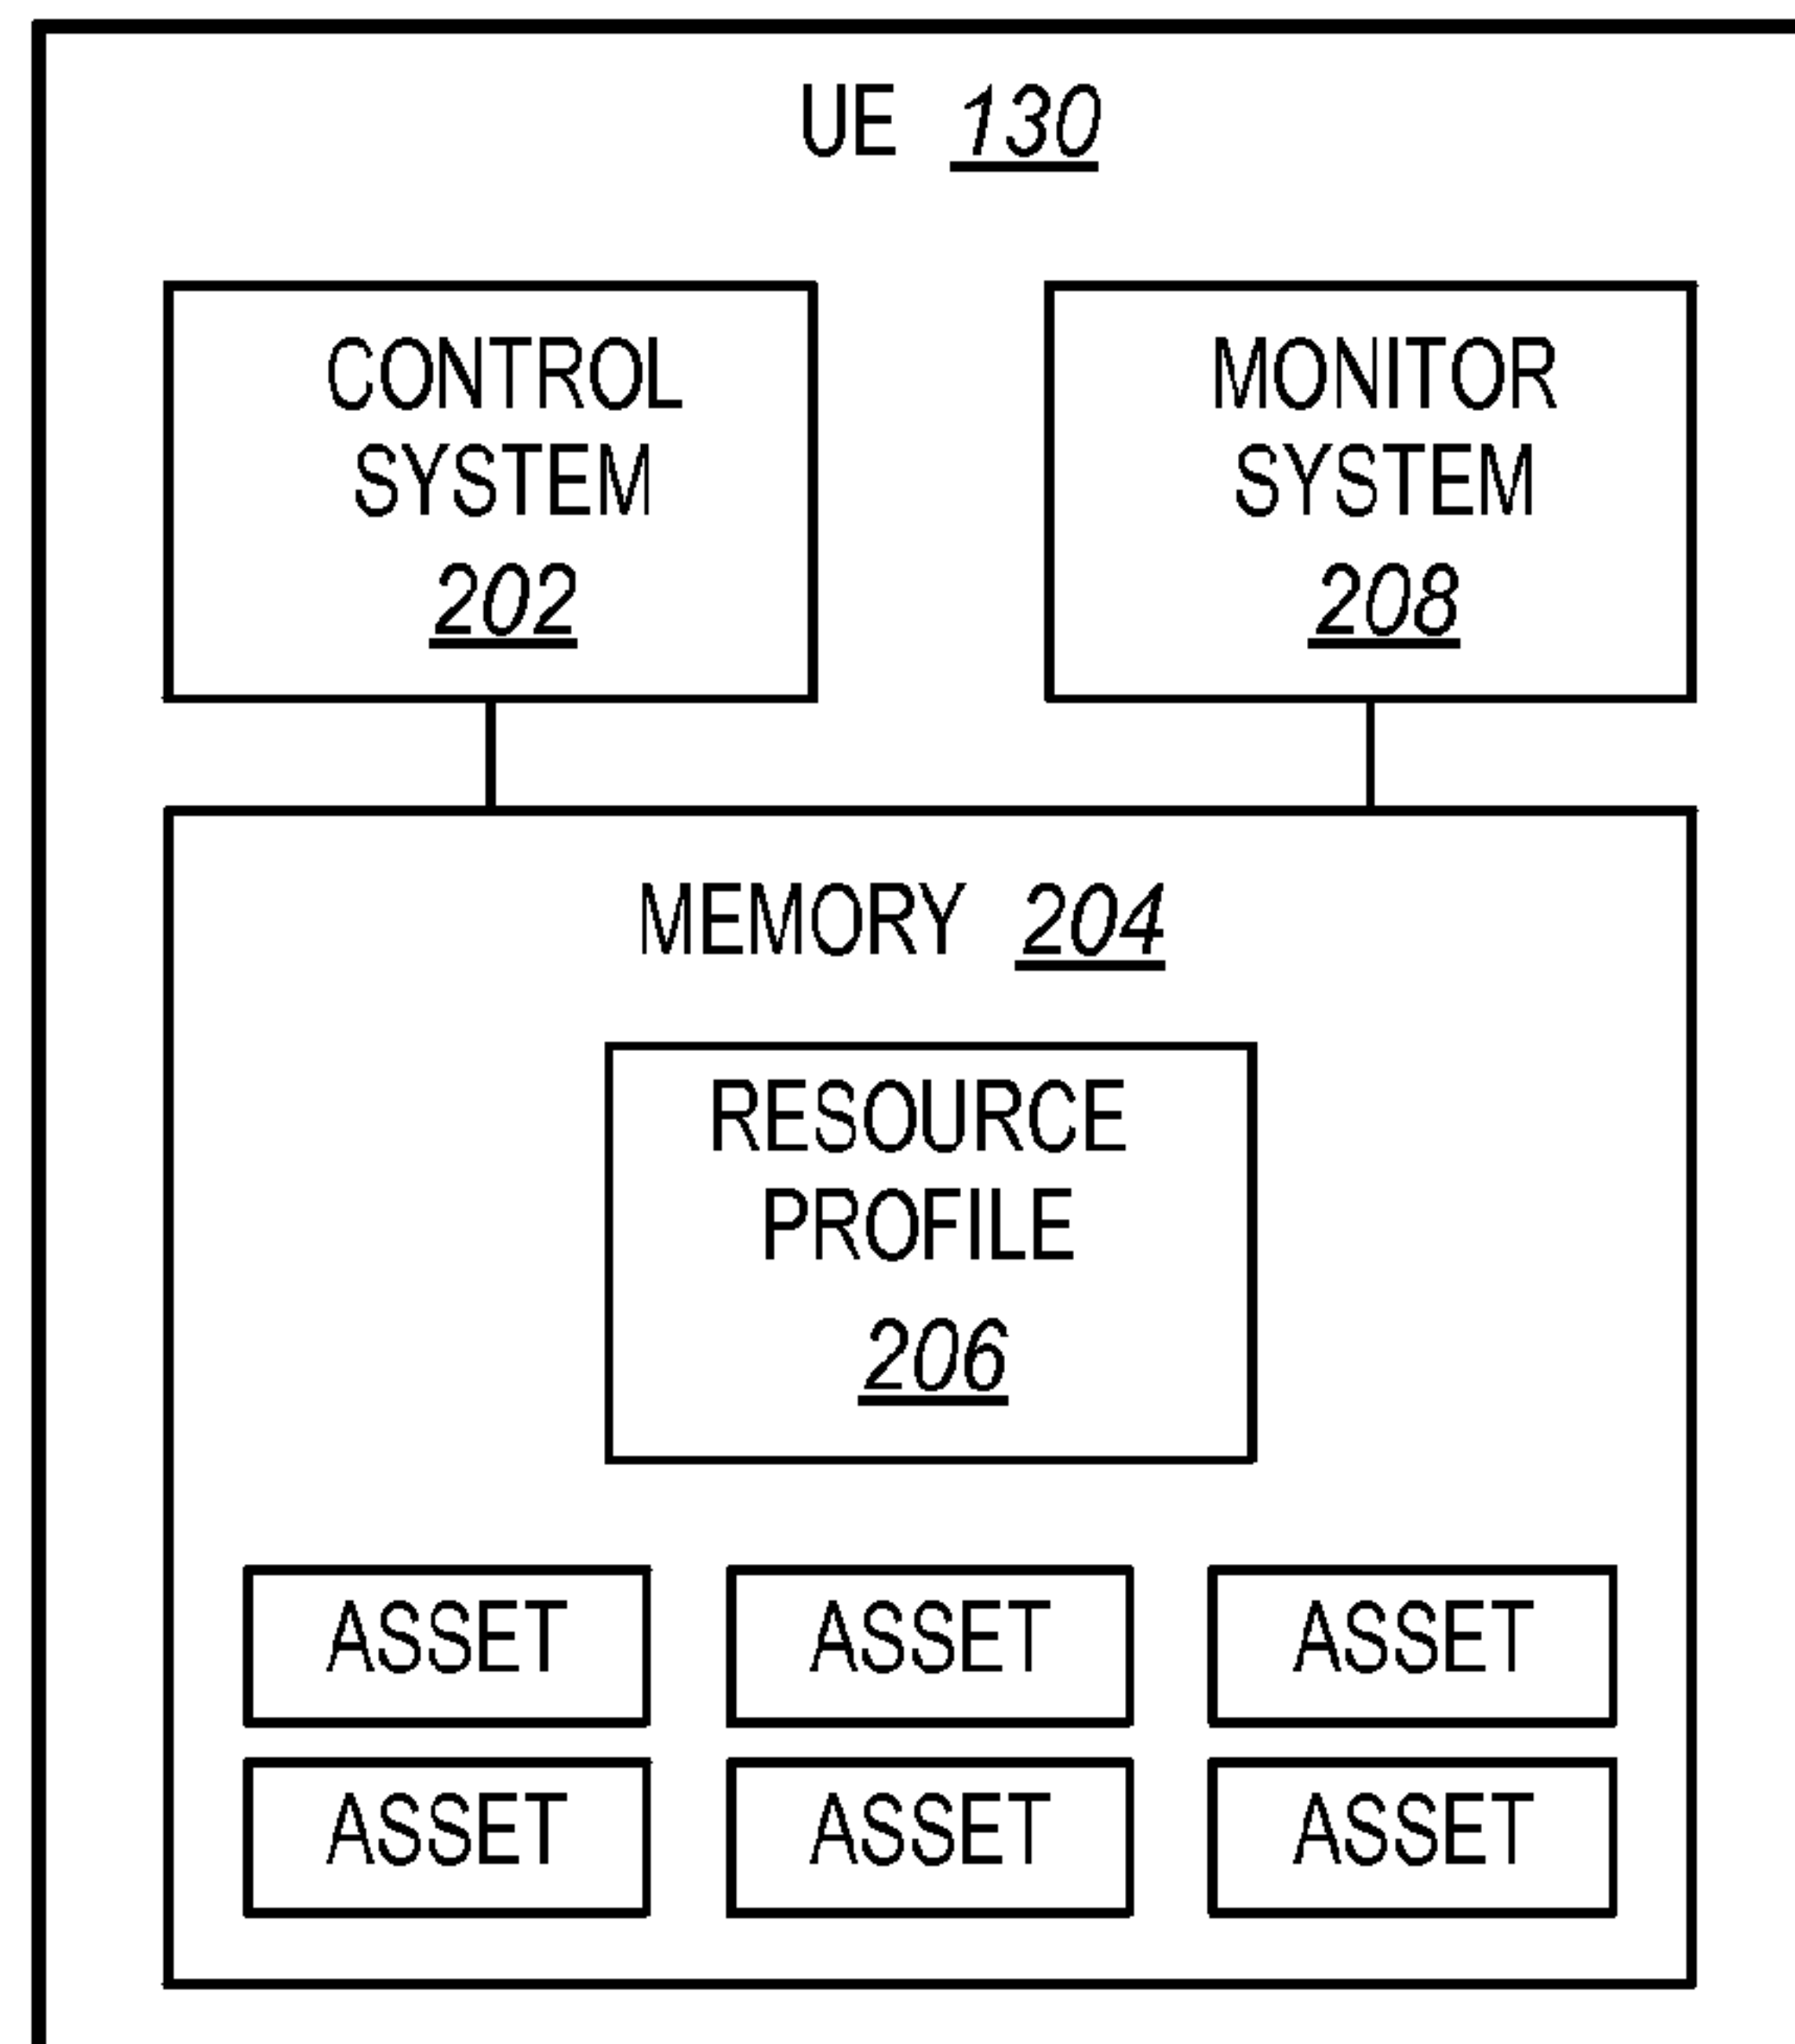 UE 130
CONTROL
SYSTEM
202
MONITOR
SYSTEM
208
MEMORY 204
RESOURCE
PROFILE
206
ASSET ASSET ASSET
ASSET ASSET ASSET